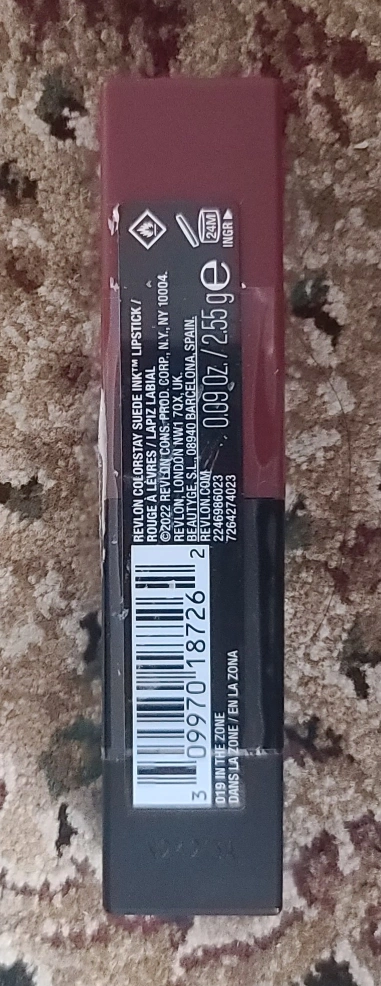 REVLON COLORSTAY SUEDE INK™ LIPSTICK /
ROUGE À LÈVRES / LAPIZ LABIAL
©2022 REVLON CONS. PROD. CORP., N.Y., NY 10004.
REVLON, LONDON NW1 7QX, UK.
BEAUTYGE, S.L., 08940 BARCELONA, SPAIN.
REVLON.COM
2246986023
7264274023
0.09 Oz. / 2.55 g e
24M
INGR
3 09970 18726 2
019 IN THE ZONE
DANS LA ZONE / EN LA ZONA